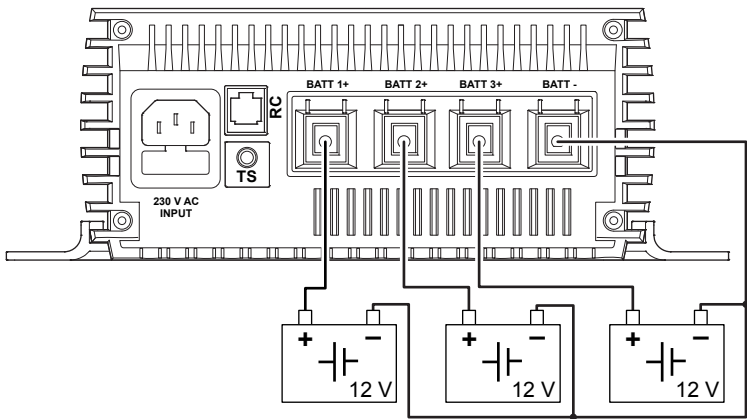 BATT 1+ BATT 2+ BATT 3+ BATT -
RC
TS
230 V AC
INPUT
+ − 12 V
+ − 12 V
+ − 12 V